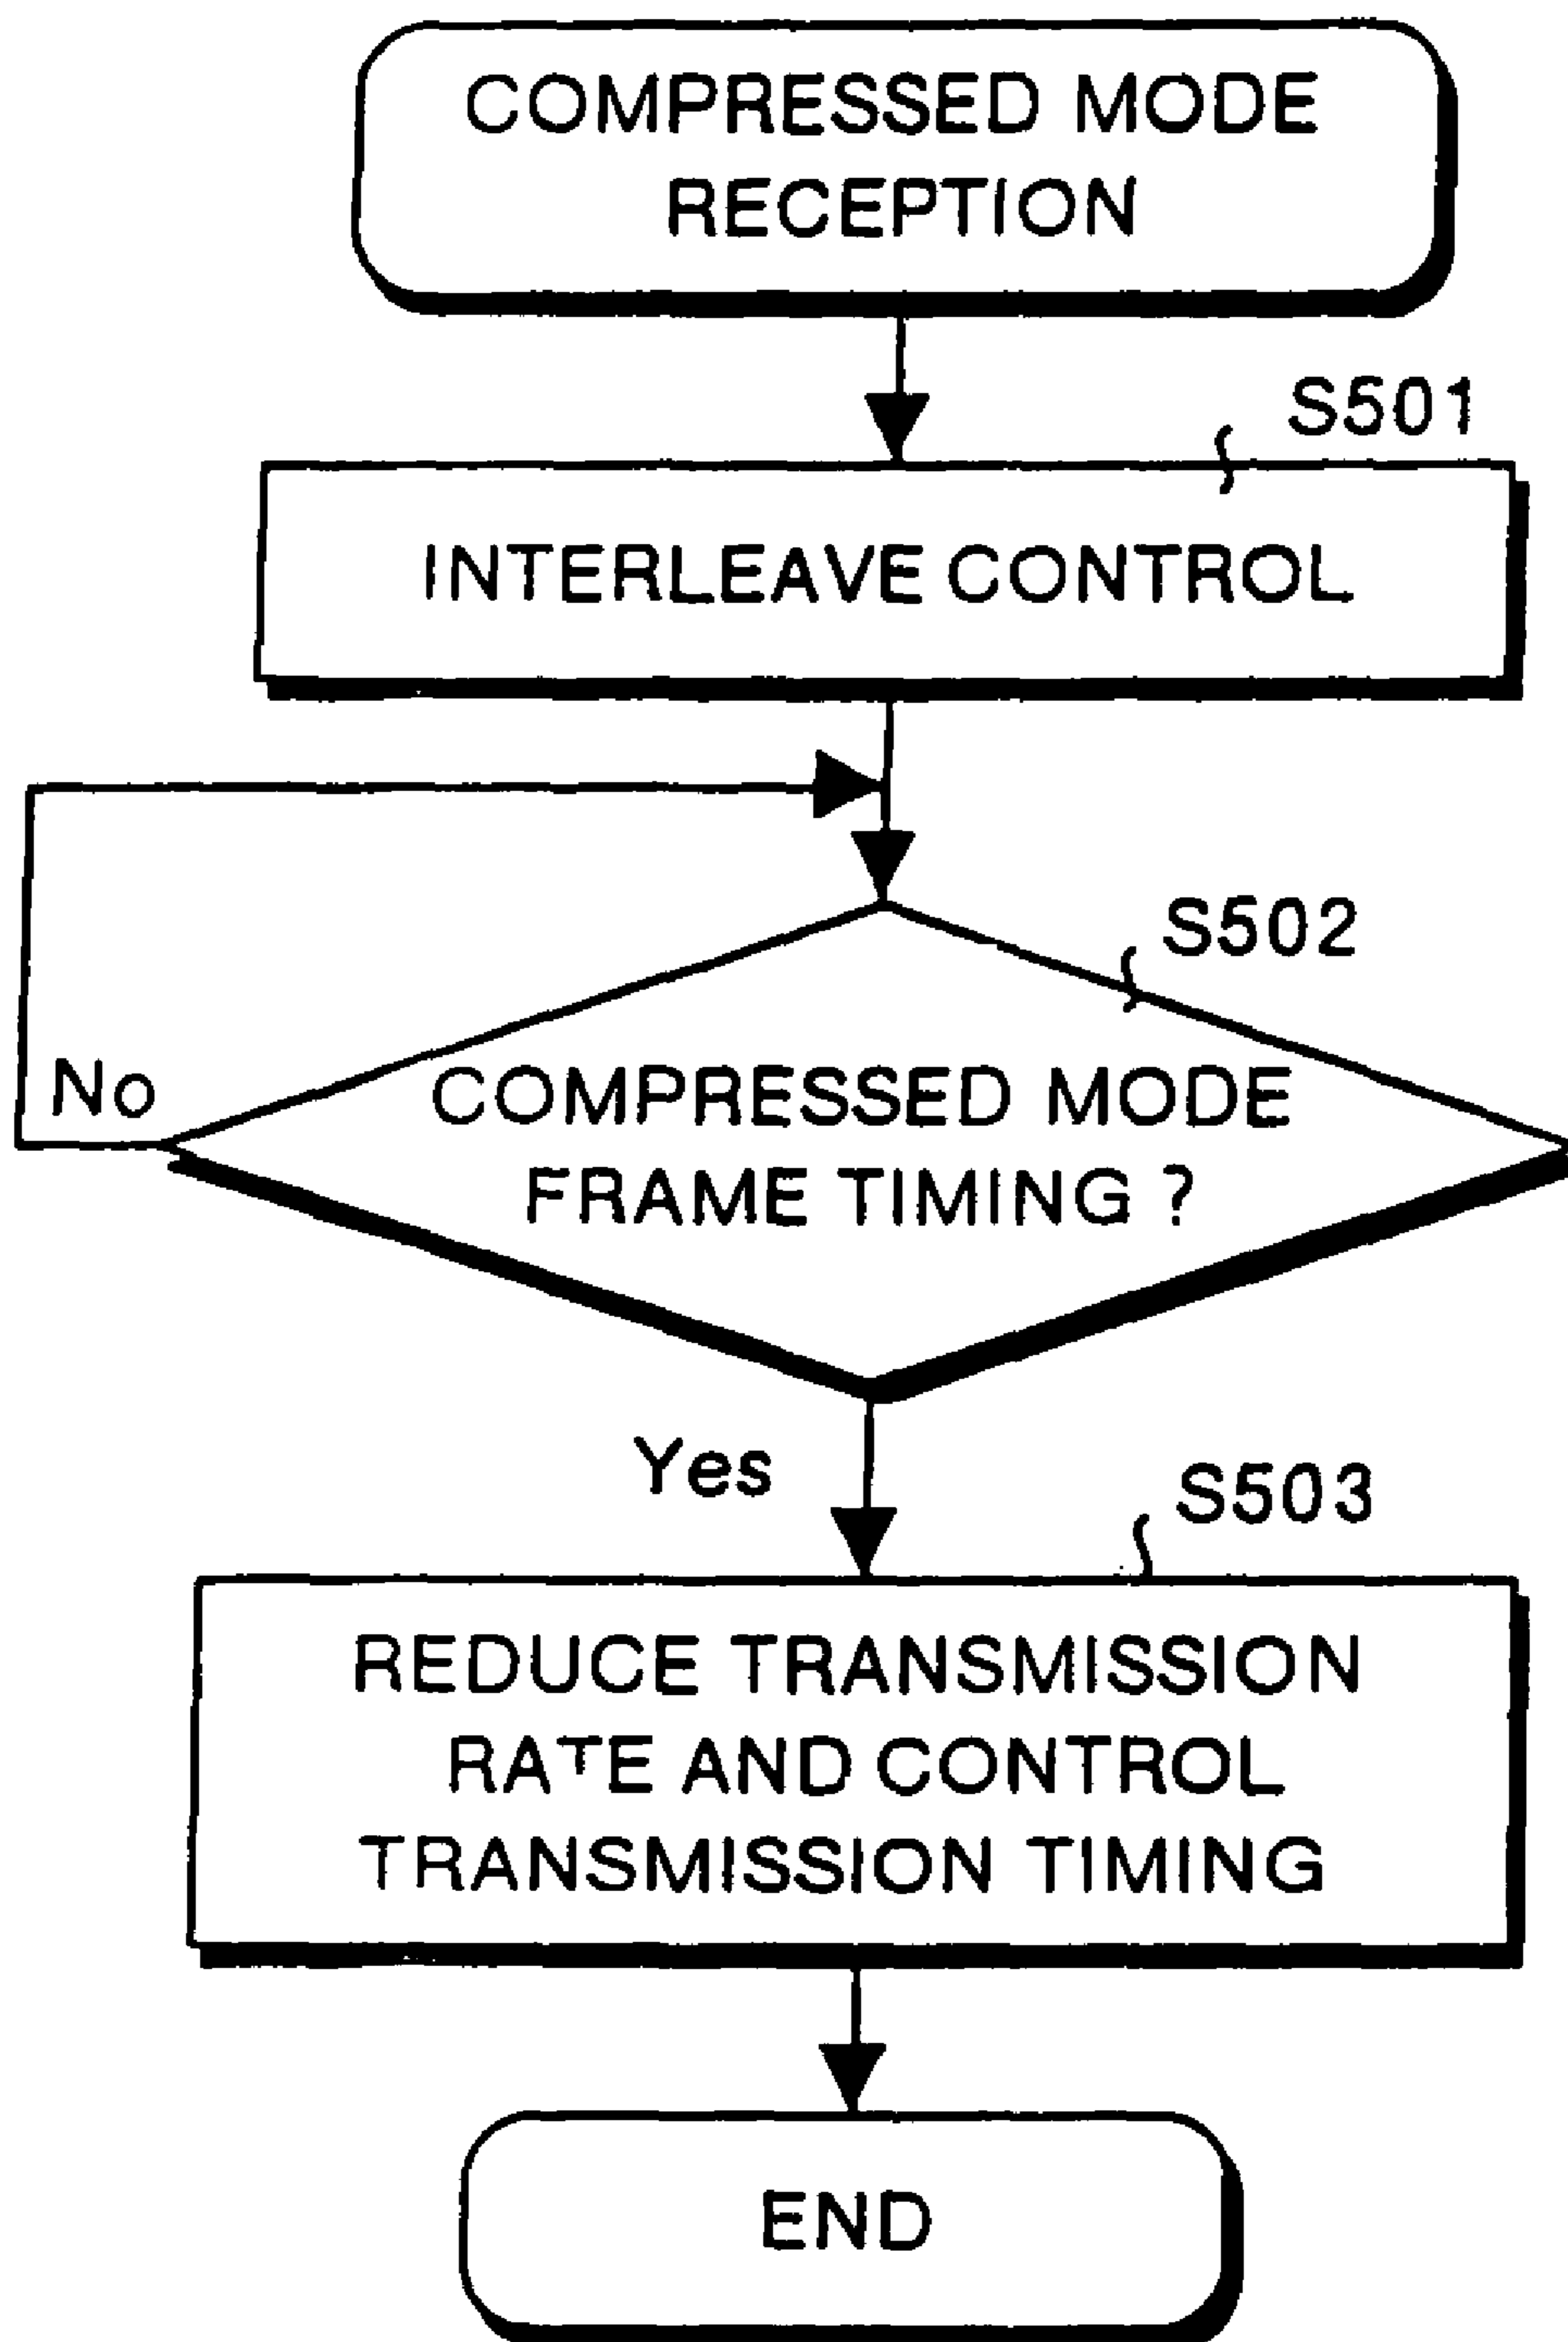 COMPRESSED MODE
RECEPTION
S501
INTERLEAVE CONTROL
S502
No
COMPRESSED MODE
FRAME TIMING ?
Yes
S503
REDUCE TRANSMISSION
RATE AND CONTROL
TRANSMISSION TIMING
END